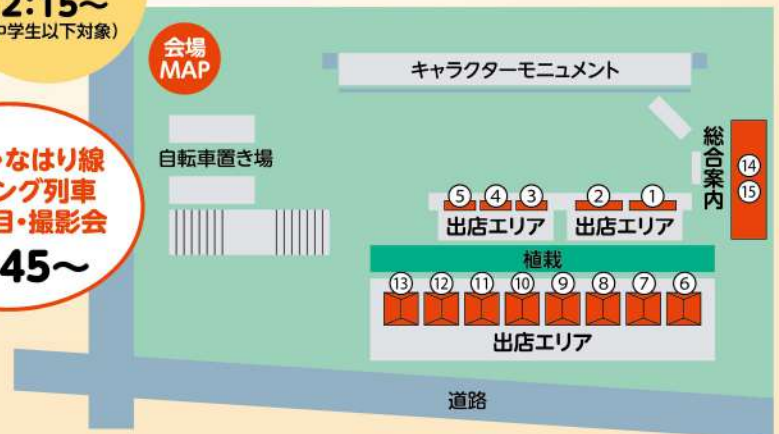 2:15〜
中学生以下対象）
・なはり線
ング列車
目・撮影会
45〜
会場
MAP
キャラクターモニュメント
自転車置き場
総合案内
⑭
⑮
⑤ ④ ③ ② ①
出店エリア 出店エリア
植栽
⑬ ⑫ ⑪ ⑩ ⑨ ⑧ ⑦ ⑥
出店エリア
道路